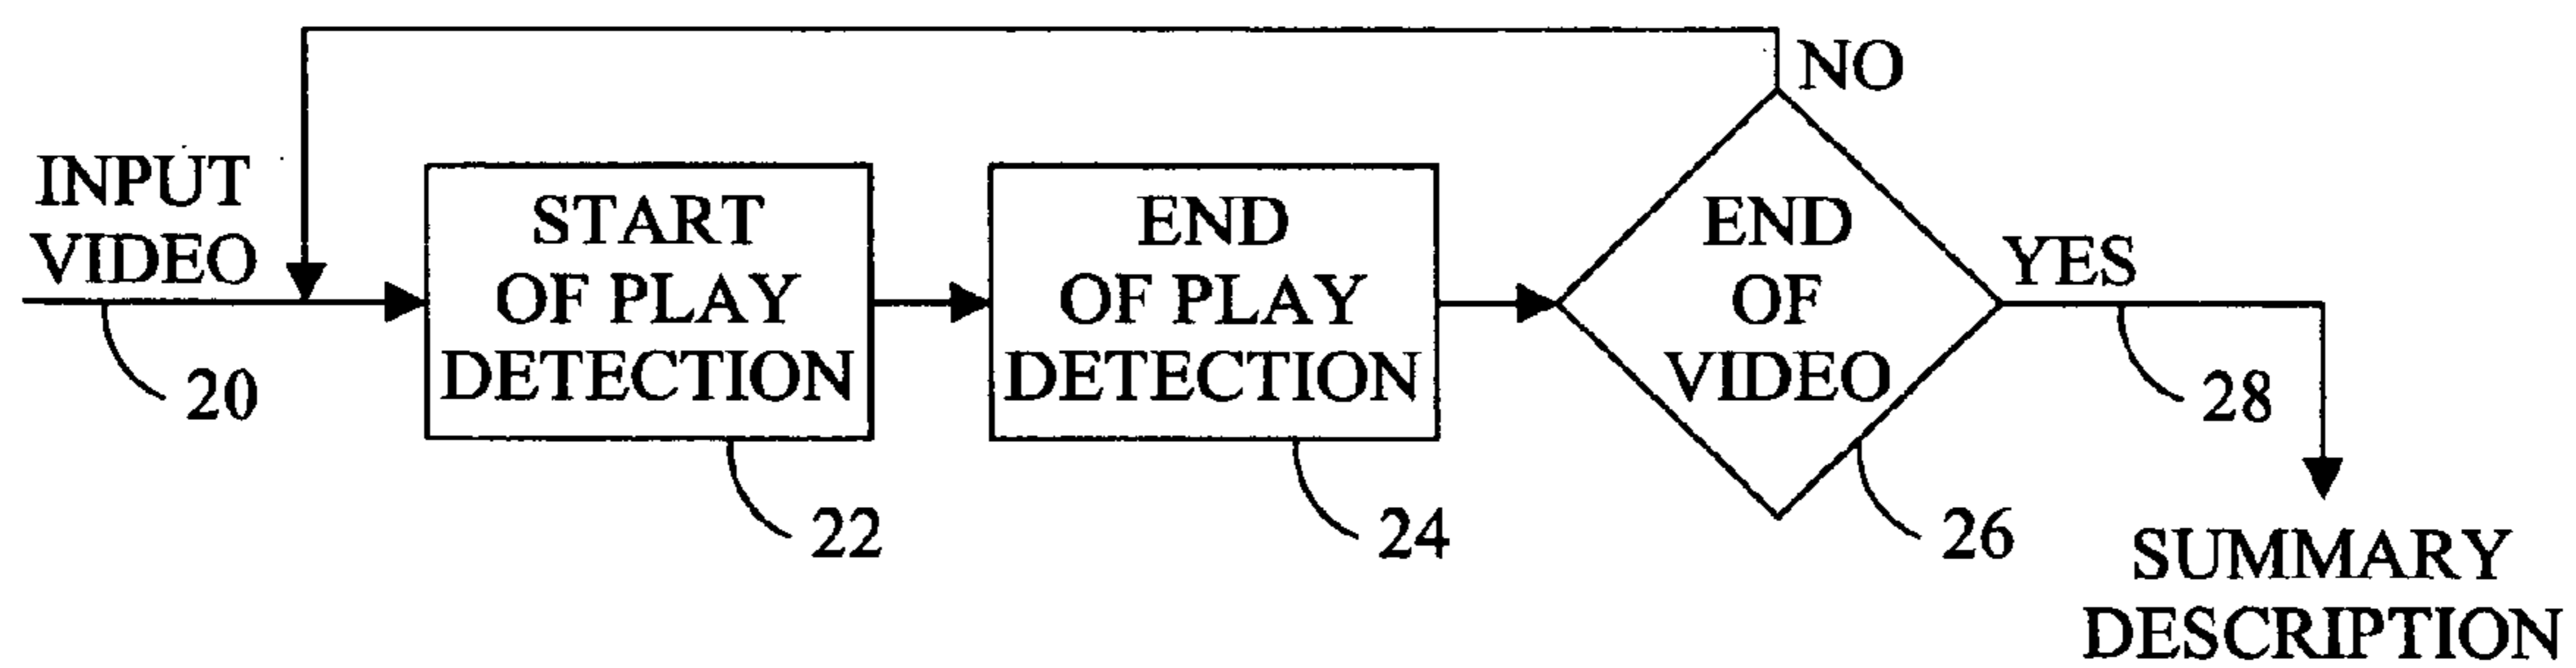 NO
INPUT
VIDEO
20
START
OF PLAY
DETECTION
22
END
OF PLAY
DETECTION
24
END
OF
VIDEO
26
YES
28
SUMMARY
DESCRIPTION